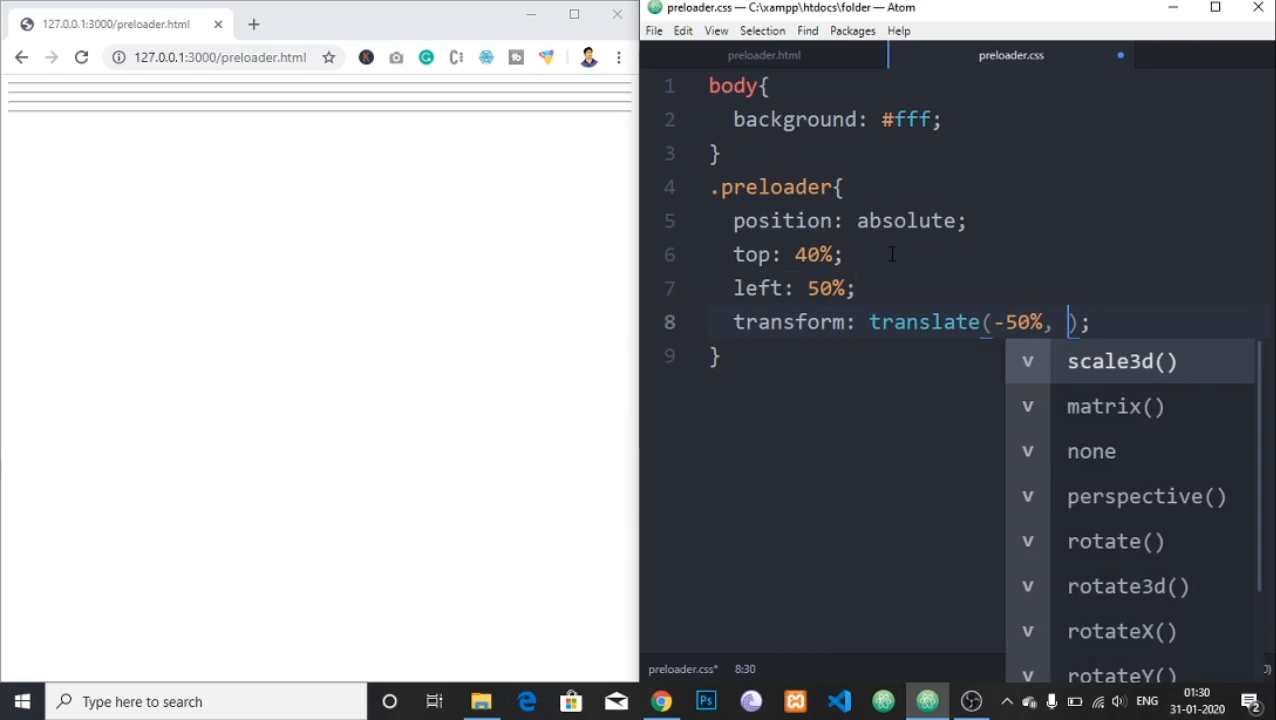 127.0.0.1:3000/preloader.html
127.0.0.1:3000/preloader.html
preloader.css — C:\xampp\htdocs\folder — Atom
File Edit View Selection Find Packages Help
preloader.html
preloader.css
1 body{
2 background: #fff;
3 }
4 .preloader{
5 position: absolute;
6 top: 40%;
7 left: 50%;
8 transform: translate(-50%, );
9 }
v scale3d()
v matrix()
v none
v perspective()
v rotate()
v rotate3d()
v rotateX()
v rotateY()
preloader.css* 8:30
Type here to search
Ps
ENG
01:30
31-01-2020
2